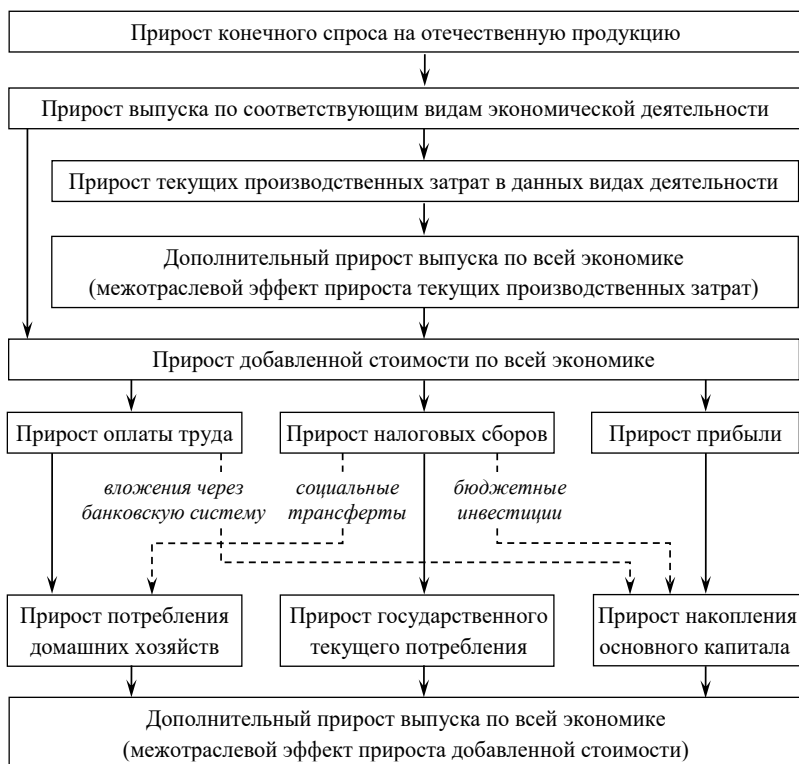 Прирост конечного спроса на отечественную продукцию
Прирост выпуска по соответствующим видам экономической деятельности
Прирост текущих производственных затрат в данных видах деятельности
Дополнительный прирост выпуска по всей экономике
(межотраслевой эффект прироста текущих производственных затрат)
Прирост добавленной стоимости по всей экономике
Прирост оплаты труда
Прирост налоговых сборов
Прирост прибыли
вложения через
банковскую систему
социальные
трансферты
бюджетные
инвестиции
Прирост потребления
домашних хозяйств
Прирост государственного
текущего потребления
Прирост накопления
основного капитала
Дополнительный прирост выпуска по всей экономике
(межотраслевой эффект прироста добавленной стоимости)